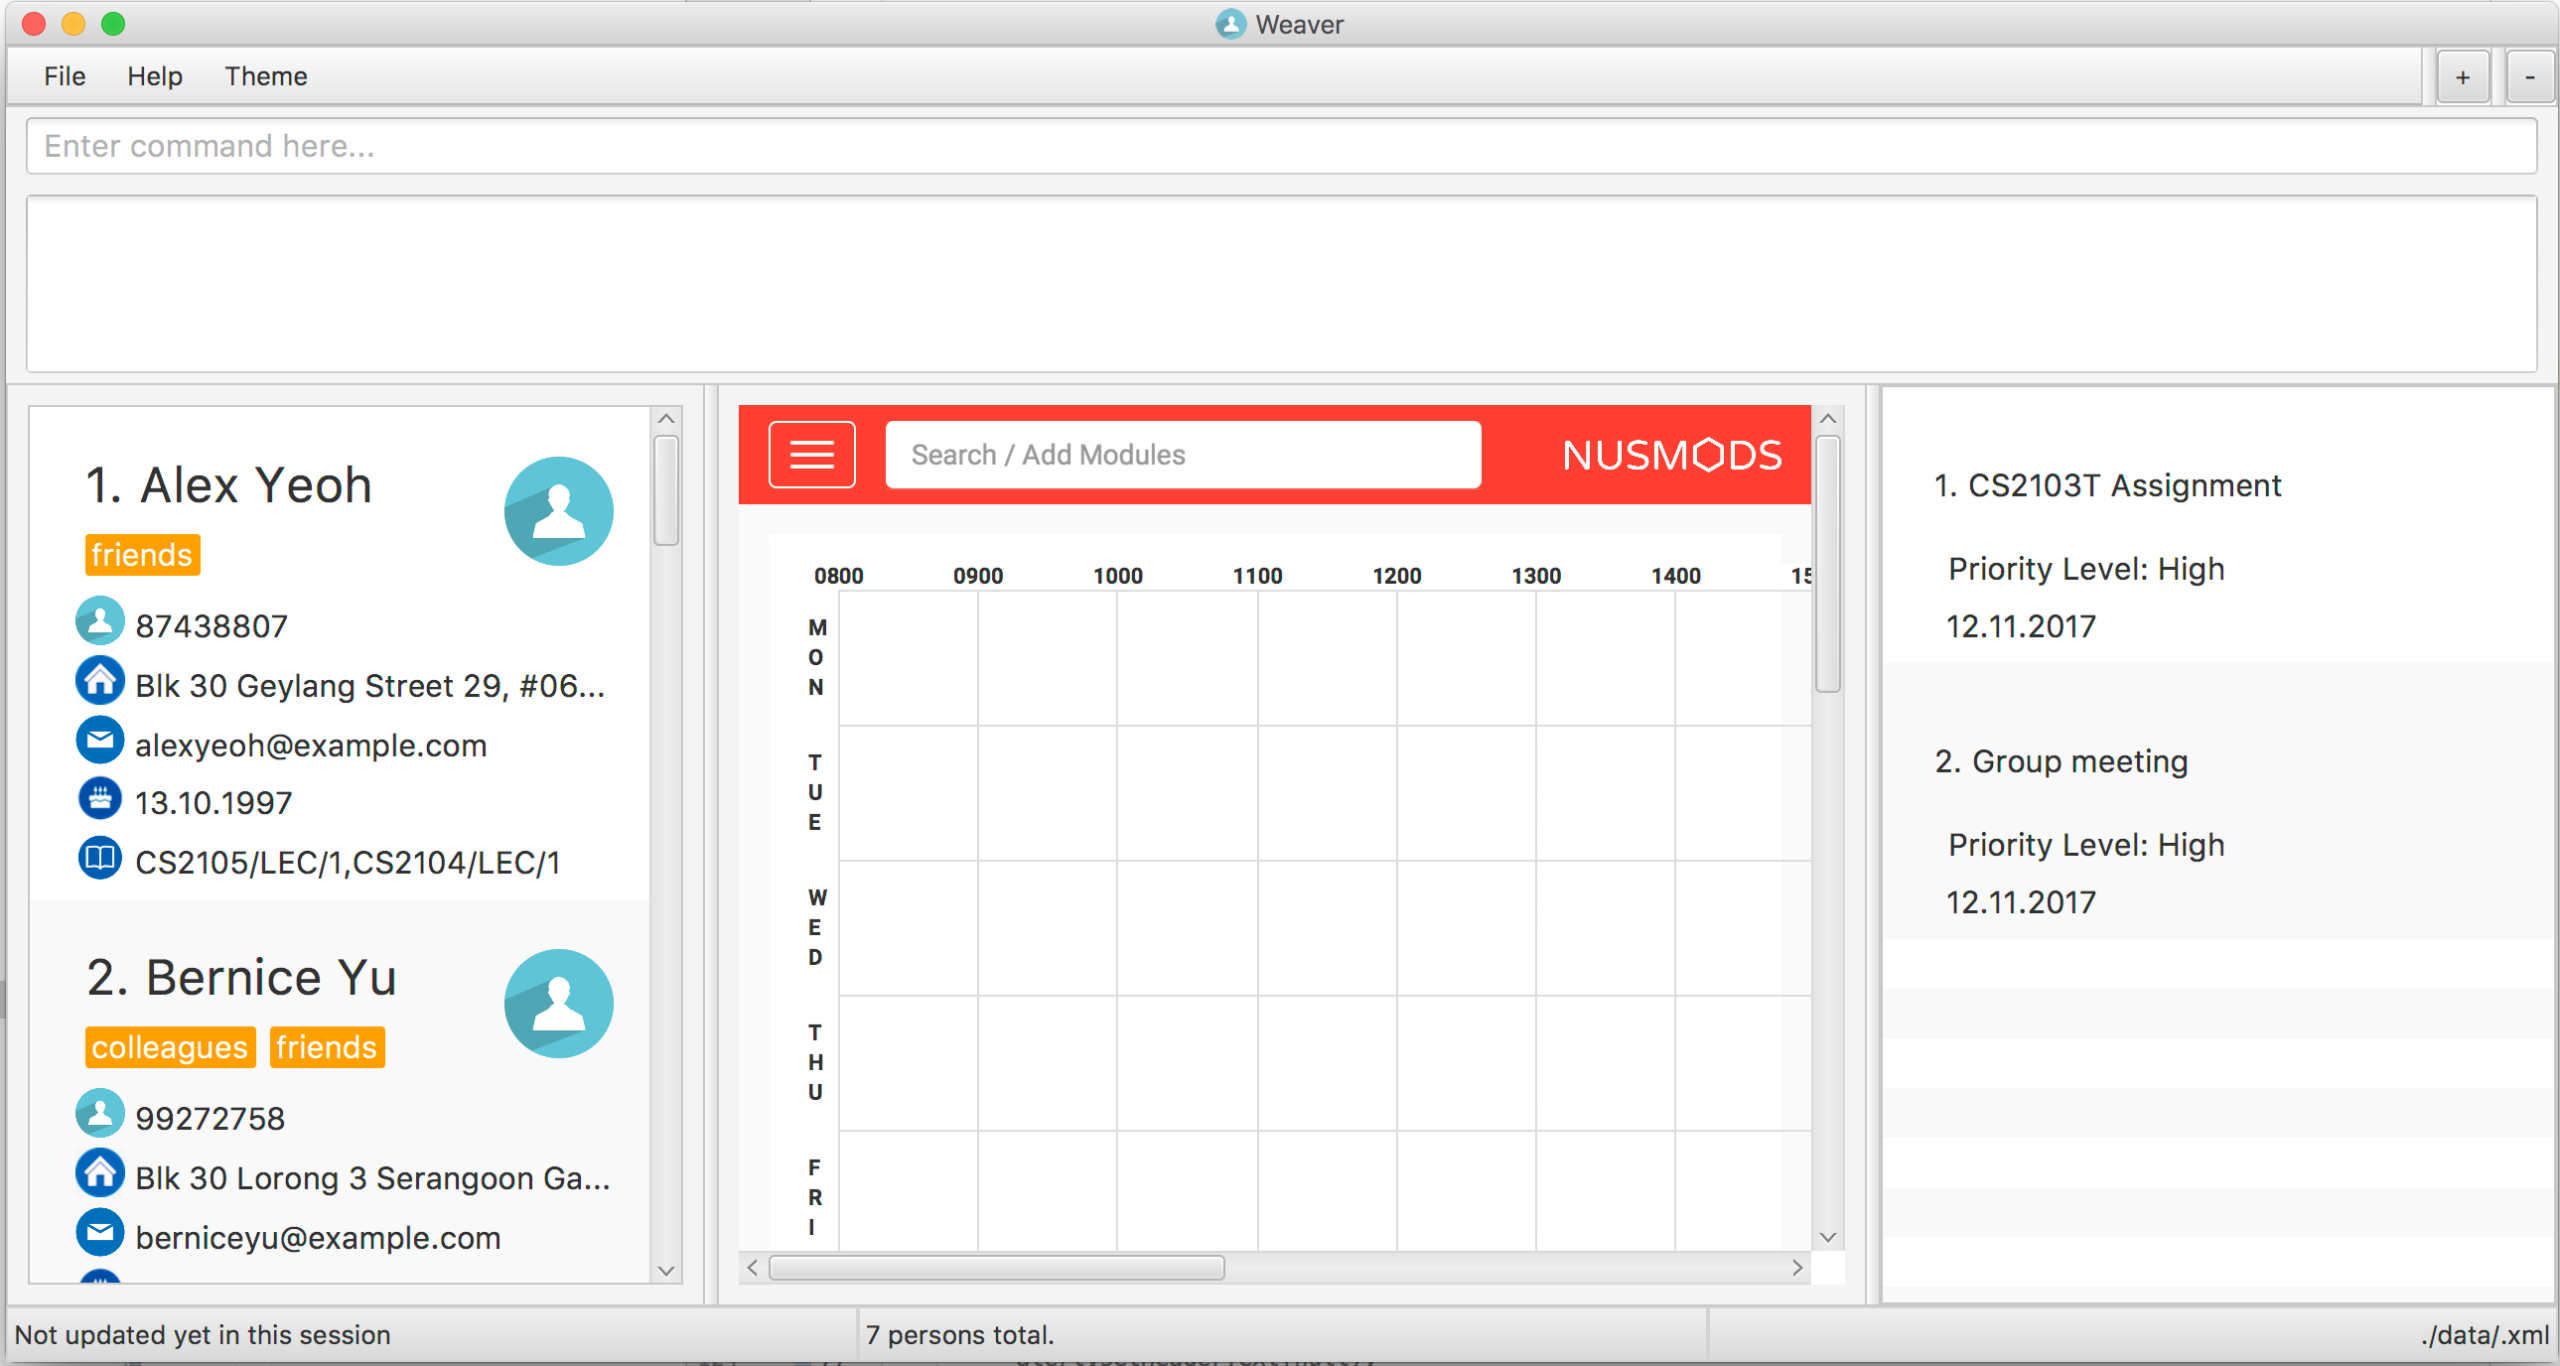 Weaver
File Help Theme + -
Enter command here...
1. Alex Yeoh
friends
87438807
Blk 30 Geylang Street 29, #06...
alexyeoh@example.com
13.10.1997
CS2105/LEC/1,CS2104/LEC/1
2. Bernice Yu
colleagues friends
99272758
Blk 30 Lorong 3 Serangoon Ga...
berniceyu@example.com
Search / Add Modules
NUSMODS
0800 0900 1000 1100 1200 1300 1400 15
MON
TUE
WED
THU
FRI
1. CS2103T Assignment
Priority Level: High
12.11.2017
2. Group meeting
Priority Level: High
12.11.2017
Not updated yet in this session
7 persons total.
./data/.xml